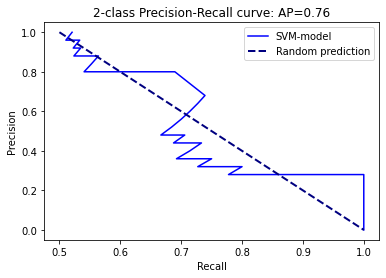 2-class Precision-Recall curve: AP=0.76
SVM-model
Random prediction
Precision
1.0
0.8
0.6
0.4
0.2
0.0
0.5 0.6 0.7 0.8 0.9 1.0
Recall